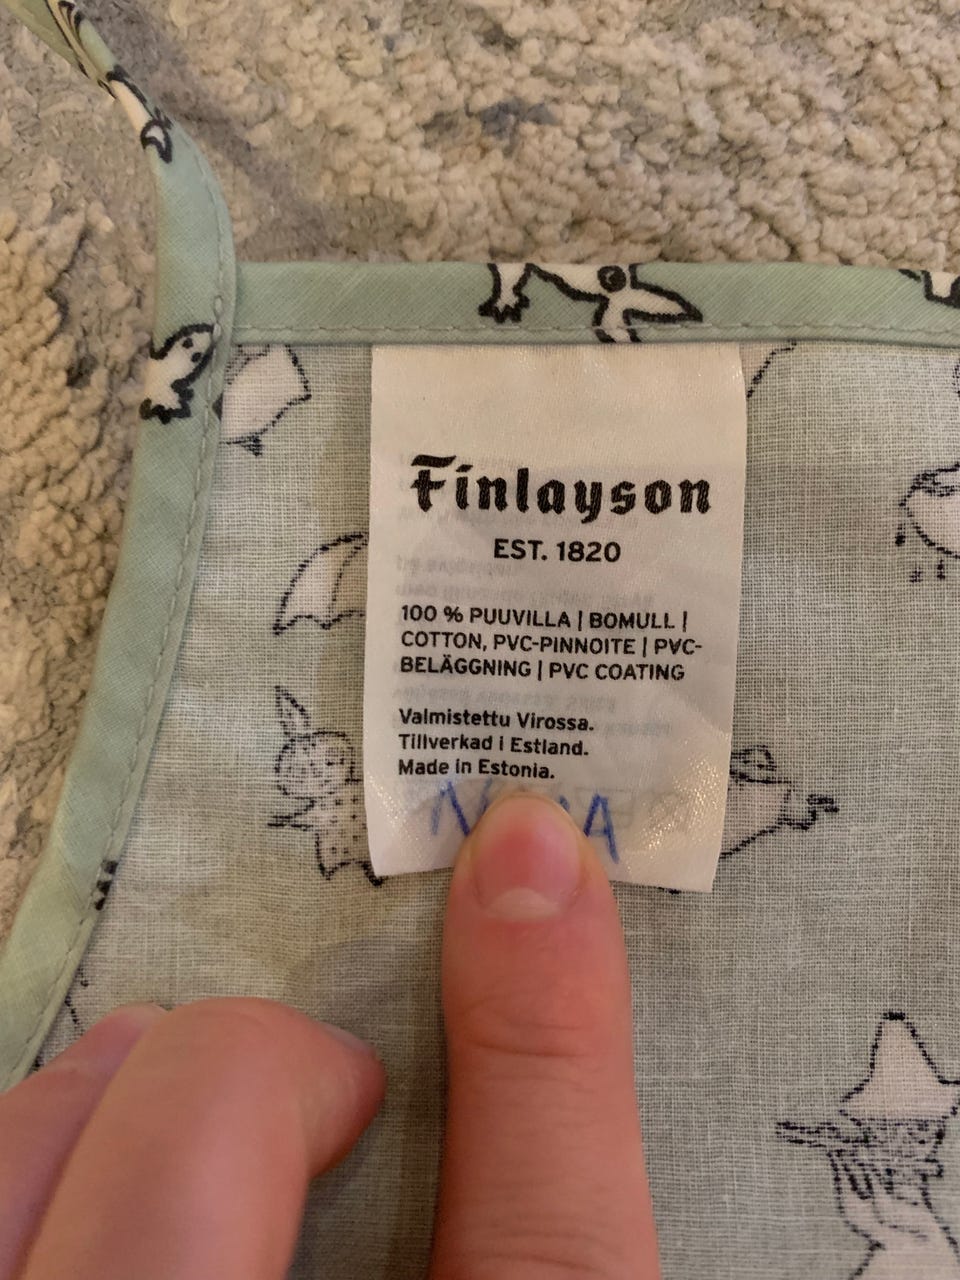 Finlayson
EST. 1820
100 % PUUVILLA | BOMULL |
COTTON, PVC-PINNOITE | PVC-
BELÄGGNING | PVC COATING
Valmistettu Virossa.
Tillverkad i Estland.
Made in Estonia.